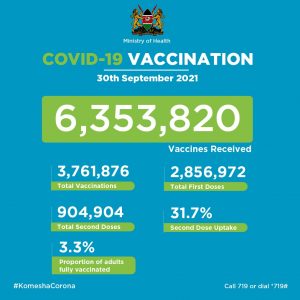 Ministry of Health
COVID-19 VACCINATION
30th September 2021
6,353,820
Vaccines Received
3,761,876
Total Vaccinations
2,856,972
Total First Doses
904,904
Total Second Doses
31.7%
Second Dose Uptake
3.3%
Proportion of adults
fully vaccinated
#KomeshaCorona
Call 719 or dial *719#